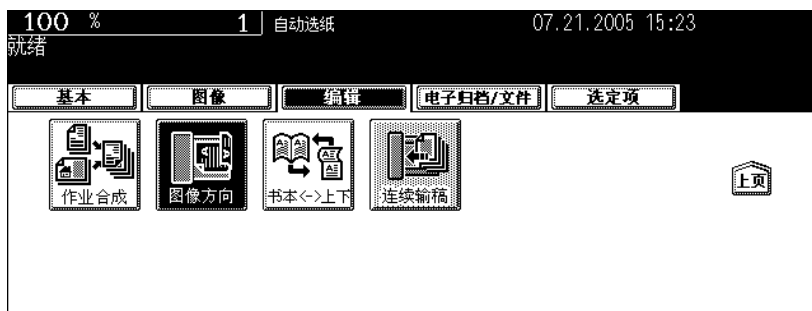 100 % 1 自动选纸 07.21.2005 15:23
就绪
基本 图像 编辑 电子归档/文件 选定项
作业合成 图像方向 书本<->上下 连续输稿 上页